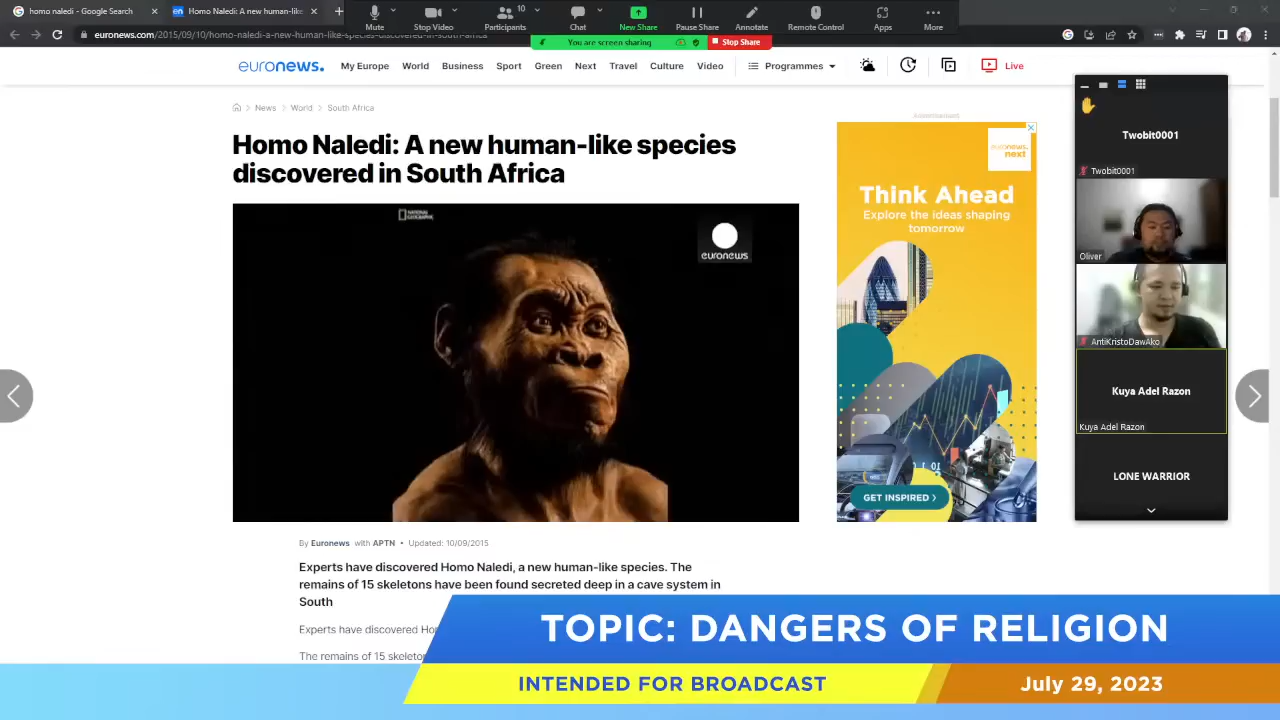 homo naledi - Google Search
Homo Naledi: A new human-like
Mute
Stop Video
10
Participants
Chat
New Share
Pause Share
Annotate
Remote Control
Apps
More
You are screen sharing
Stop Share
euronews.com/2015/09/10/homo-naledi-a-new-human-like-species-discovered-in-south-africa
euronews.
My Europe
World
Business
Sport
Green
Next
Travel
Culture
Video
Programmes
Live
News
World
South Africa
Homo Naledi: A new human-like species
discovered in South Africa
Advertisement
NATIONAL
GEOGRAPHIC
euronews
euronews.
next
Think Ahead
Explore the ideas shaping
tomorrow
GET INSPIRED >
Twobit0001
Twobit0001
Oliver
AntiKristoDawAko
Kuya Adel Razon
Kuya Adel Razon
LONE WARRIOR
By Euronews with APTN • Updated: 10/09/2015
Experts have discovered Homo Naledi, a new human-like species. The
remains of 15 skeletons have been found secreted deep in a cave system in
South
Experts have discovered Hom
The remains of 15 skeleton
TOPIC: DANGERS OF RELIGION
INTENDED FOR BROADCAST
July 29, 2023